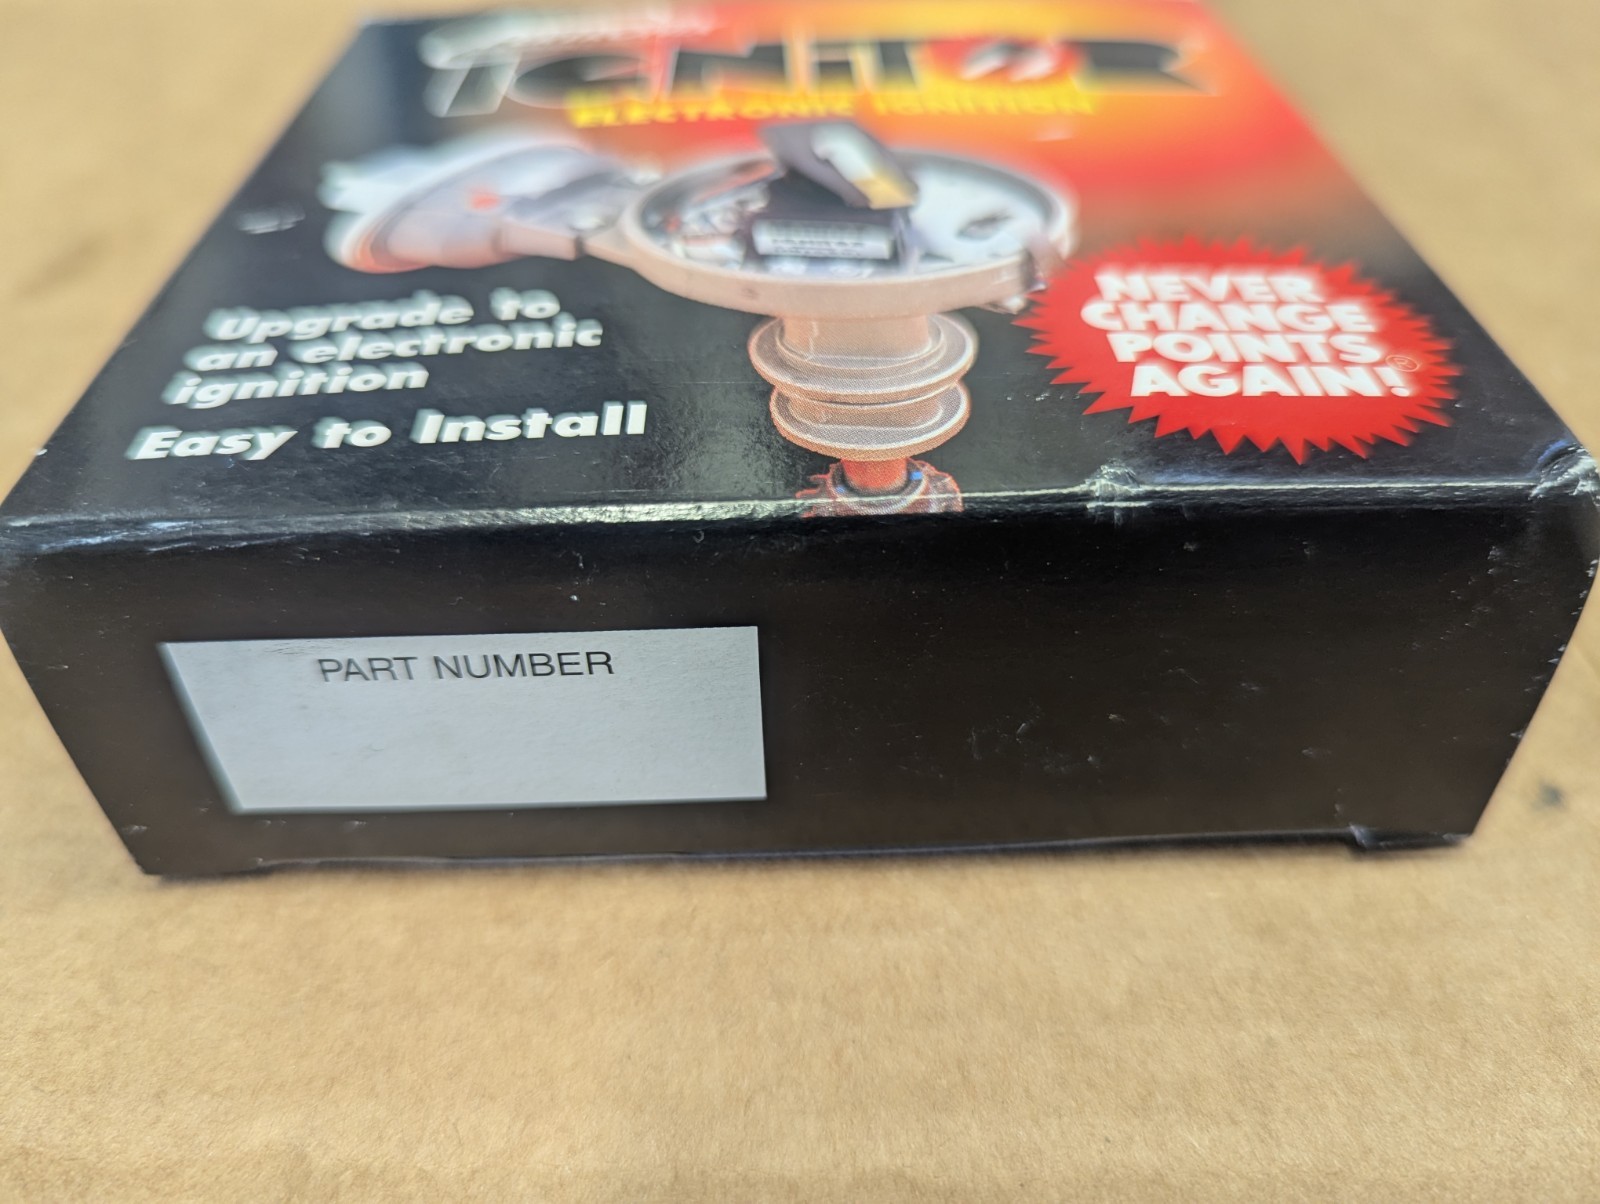 IGNITOR
ELECTRONIC IGNITION
Upgrade to
an electronic
ignition
Easy to Install
NEVER
CHANGE
POINTS
AGAIN!®
PART NUMBER